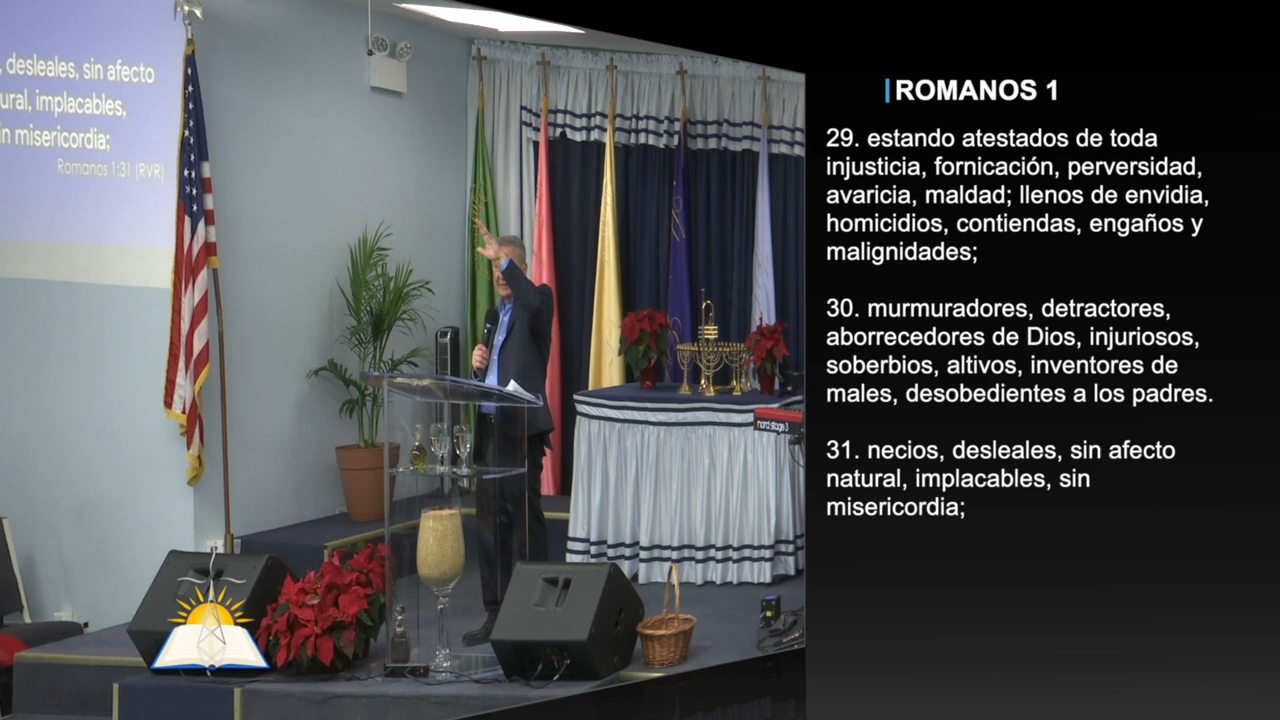 , desleales, sin afecto
ural, implacables,
in misericordia;
Romanos 1:31 (RVR)
ROMANOS 1
29. estando atestados de toda
injusticia, fornicación, perversidad,
avaricia, maldad; llenos de envidia,
homicidios, contiendas, engaños y
malignidades;
30. murmuradores, detractores,
aborrecedores de Dios, injuriosos,
soberbios, altivos, inventores de
males, desobedientes a los padres.
31. necios, desleales, sin afecto
natural, implacables, sin
misericordia;
nord stage 3